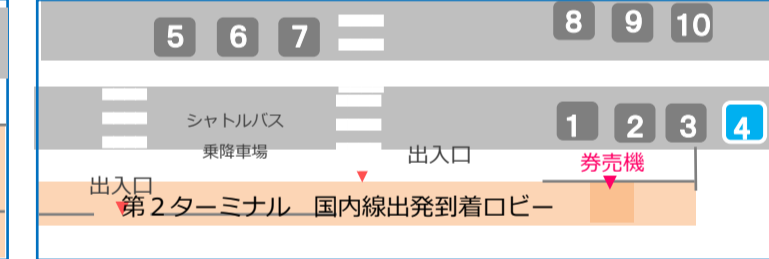 5 6 7
8 9 10
シャトルバス
乗降車場
1 2 3 4
出入口
券売機
出入口
第２ターミナル　国内線出発到着ロビー